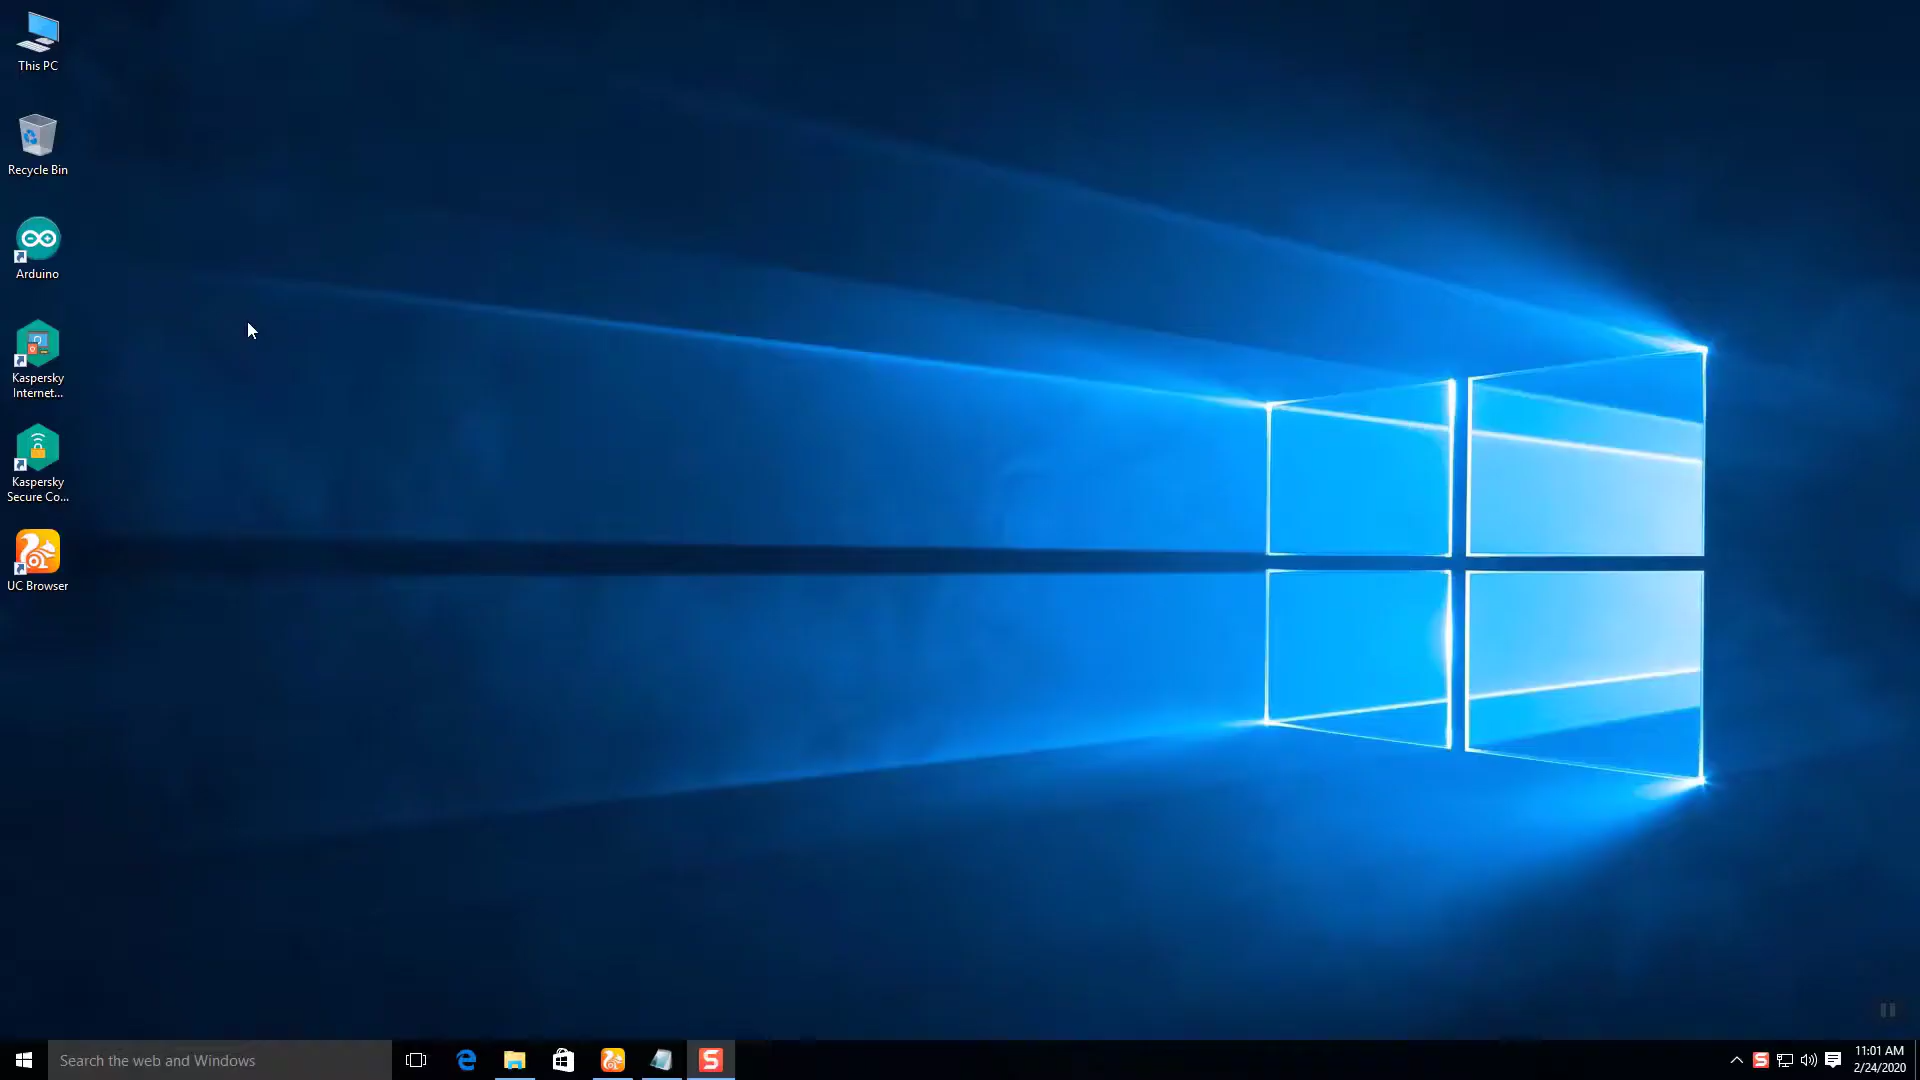 This PC
Recycle Bin
Arduino
Kaspersky
Internet...
Kaspersky
Secure Co...
UC Browser
Search the web and Windows
11:01 AM
2/24/2020